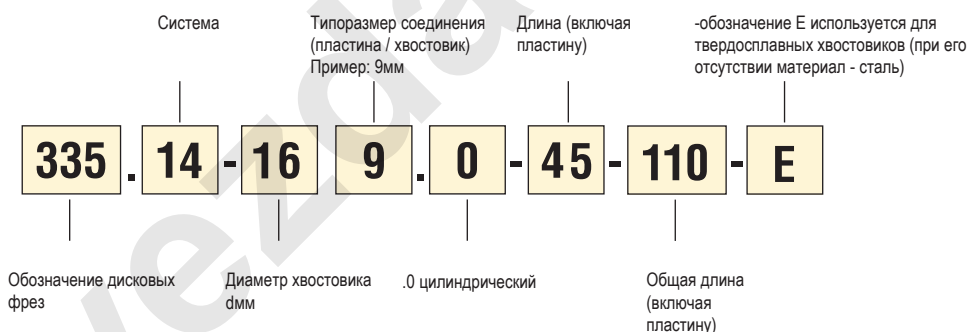 Система
Типоразмер соединения
(пластина / хвостовик)
Пример: 9мм
Длина (включая
пластину)
-обозначение E используется для
твердосплавных хвостовиков (при его
отсутствии материал - сталь)
335.14-16 9.0-45-110-E
Обозначение дисковых
фрез
Диаметр хвостовика
dмм
.0 цилиндрический
Общая длина
(включая
пластину)